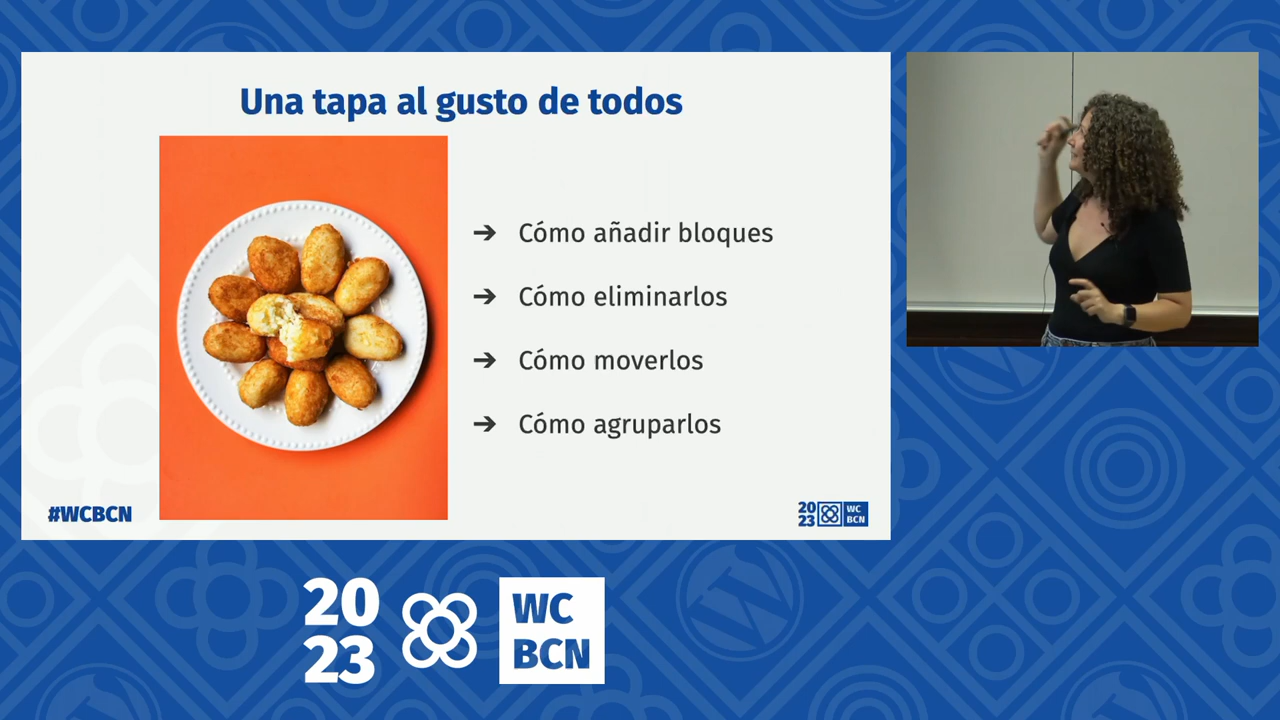 Una tapa al gusto de todos
➔ Cómo añadir bloques
➔ Cómo eliminarlos
➔ Cómo moverlos
➔ Cómo agruparlos
#WCBCN
20
23
WC
BCN
20
23
WC
BCN